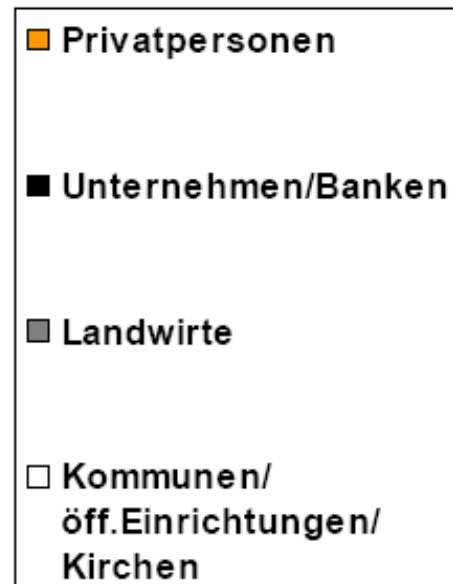 Privatpersonen
Unternehmen/Banken
Landwirte
Kommunen/
öff.Einrichtungen/
Kirchen